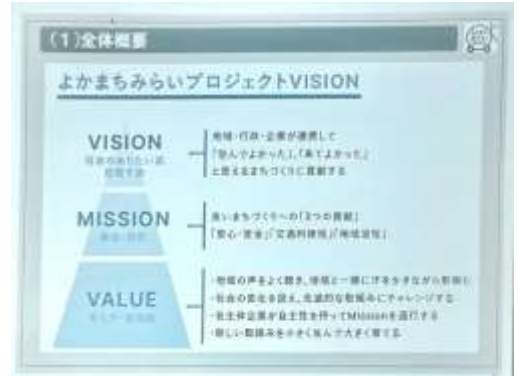 (1)全体概要
よかまちみらいプロジェクトVISION
VISION
地域・行政・企業が連携して
「住んでよかった」、「来てよかった」
と思えるまちづくりに貢献する
MISSION
良いまちづくりへの「3つの貢献」
「安心・安全」「交通利便性」「地域活性」
VALUE
・地域の声をよく聴き、地域と一緒に汗をかきながら取組む
・社会の変化を捉え、先進的な取組みにチャレンジする
・各主体企業が自主性を持ってMissionを遂行する
・新しい取組みを小さく生んで大きく育てる